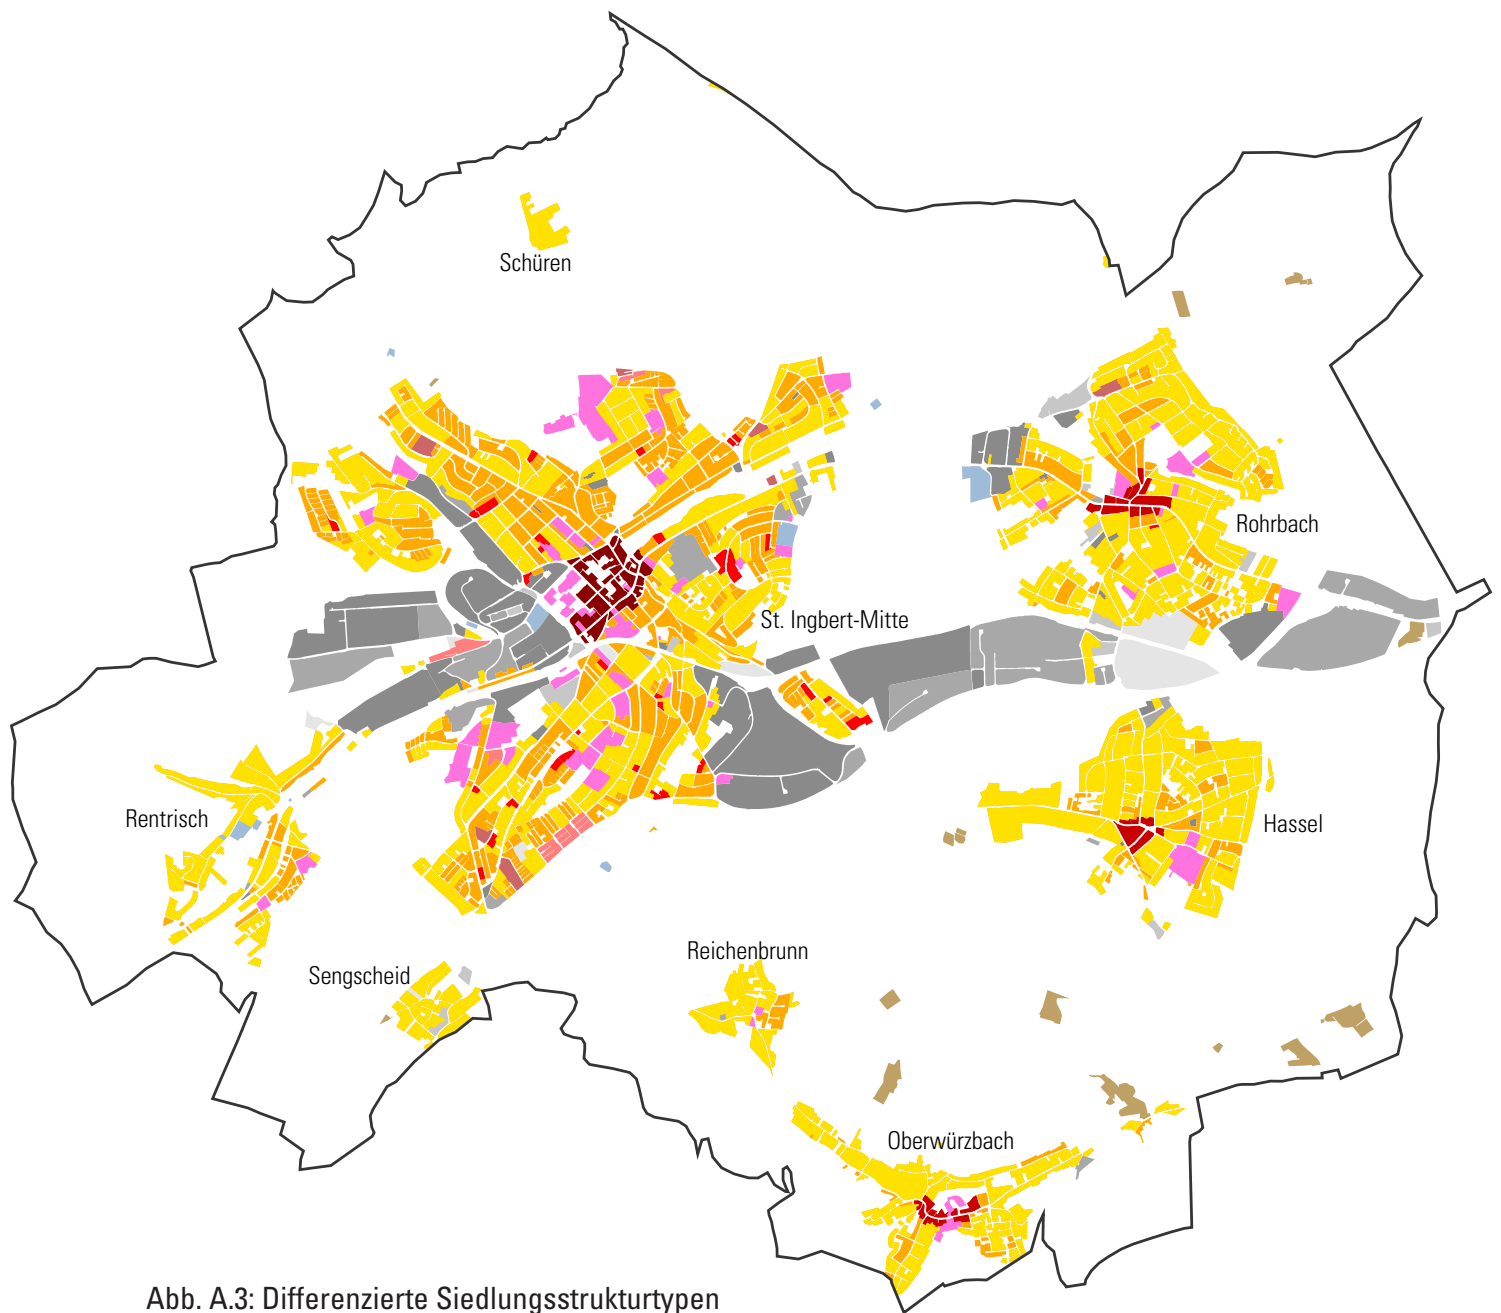 Schüren
Rohrbach
St. Ingbert-Mitte
Rentrisch
Hassel
Reichenbrunn
Sengscheid
Oberwürzbach
Abb. A.3: Differenzierte Siedlungsstrukturtypen